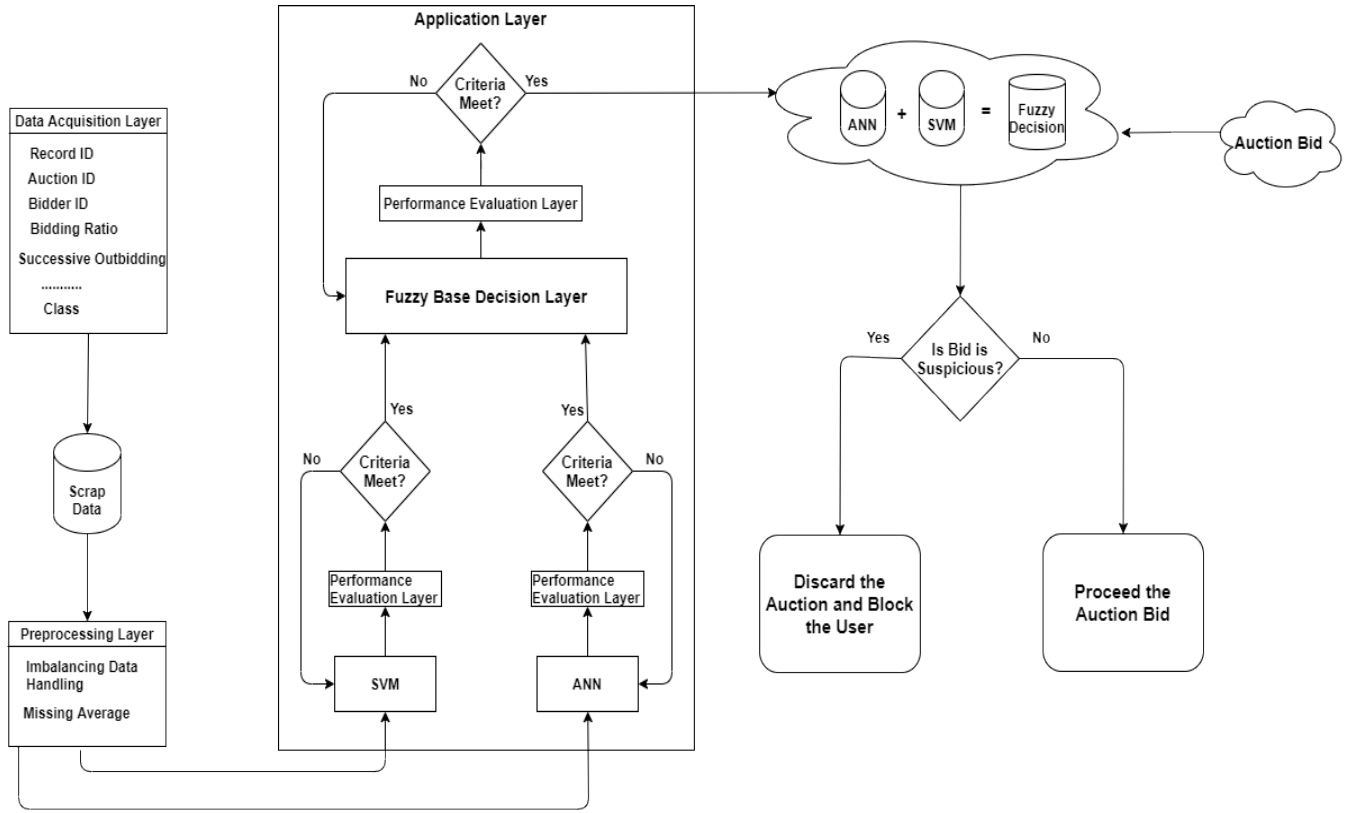 Data Acquisition Layer
Record ID
Auction ID
Bidder ID
Bidding Ratio
Successive Outbidding
...........
Class
Scrap
Data
Preprocessing Layer
Imbalancing Data
Handling
Missing Average
Application Layer
No
Criteria
Meet?
Yes
Performance Evaluation Layer
Fuzzy Base Decision Layer
Yes
No
Criteria
Meet?
Performance
Evaluation Layer
SVM
Yes
Criteria
Meet?
No
Performance
Evaluation Layer
ANN
ANN
+
SVM
=
Fuzzy
Decision
Auction Bid
Yes
Is Bid is
Suspicious?
No
Discard the
Auction and Block
the User
Proceed the
Auction Bid